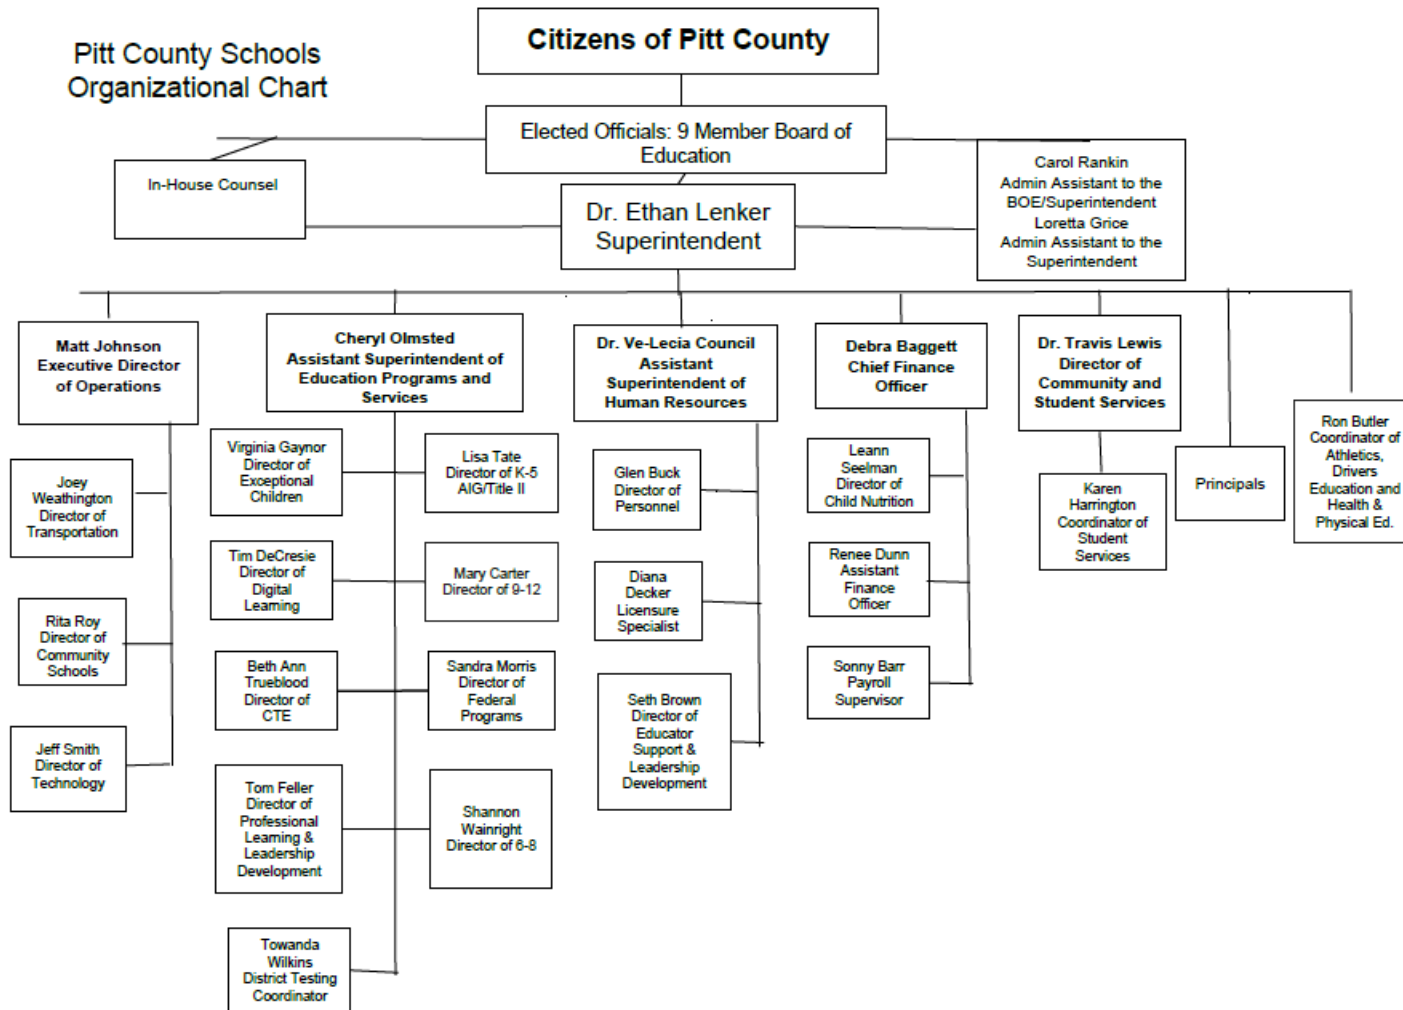 Pitt County Schools
Organizational Chart
Citizens of Pitt County
Elected Officials: 9 Member Board of
Education
In-House Counsel
Dr. Ethan Lenker
Superintendent
Carol Rankin
Admin Assistant to the
BOE/Superintendent
Loretta Grice
Admin Assistant to the
Superintendent
Matt Johnson
Executive Director
of Operations
Cheryl Olmsted
Assistant Superintendent of
Education Programs and
Services
Dr. Ve-Lecia Council
Assistant
Superintendent of
Human Resources
Debra Baggett
Chief Finance
Officer
Dr. Travis Lewis
Director of
Community and
Student Services
Joey
Weathington
Director of
Transportation
Rita Roy
Director of
Community
Schools
Jeff Smith
Director of
Technology
Virginia Gaynor
Director of
Exceptional
Children
Lisa Tate
Director of K-5
AIG/Title II
Tim DeCresie
Director of
Digital
Learning
Mary Carter
Director of 9-12
Beth Ann
Trueblood
Director of
CTE
Sandra Morris
Director of
Federal
Programs
Tom Feller
Director of
Professional
Learning &
Leadership
Development
Shannon
Wainright
Director of 6-8
Towanda
Wilkins
District Testing
Coordinator
Glen Buck
Director of
Personnel
Diana
Decker
Licensure
Specialist
Seth Brown
Director of
Educator
Support &
Leadership
Development
Leann
Seelman
Director of
Child Nutrition
Renee Dunn
Assistant
Finance
Officer
Sonny Barr
Payroll
Supervisor
Karen
Harrington
Coordinator of
Student
Services
Principals
Ron Butler
Coordinator of
Athletics,
Drivers
Education and
Health &
Physical Ed.